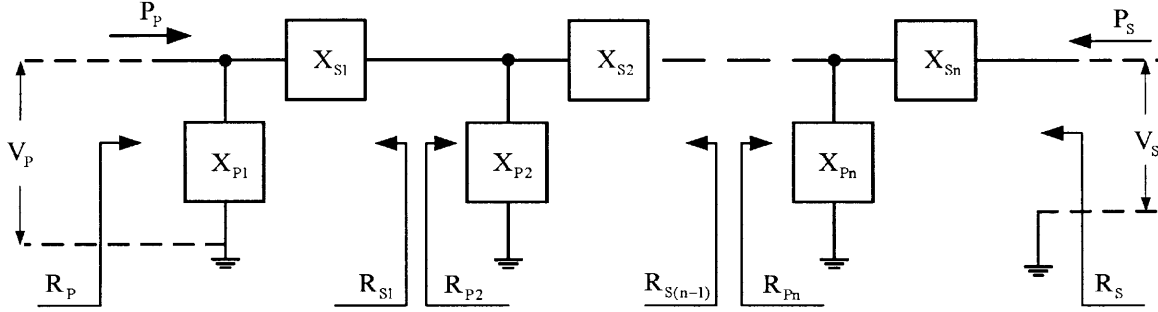 P_P
P_S
X_S1
X_S2
X_Sn
V_P
X_P1
X_P2
X_Pn
V_S
R_P
R_S1
R_P2
R_S(n-1)
R_Pn
R_S